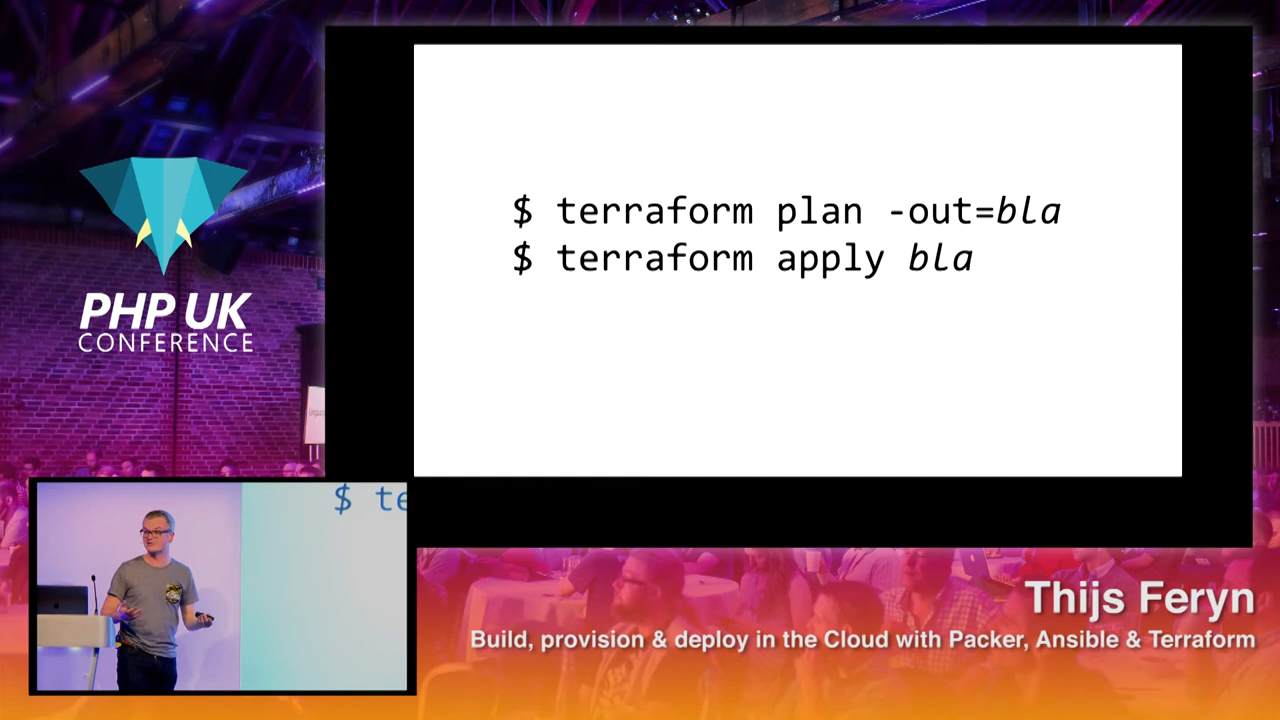 $ terraform plan -out=bla
$ terraform apply bla
PHP UK
CONFERENCE
$ te
Thijs Feryn
Build, provision & deploy in the Cloud with Packer, Ansible & Terraform